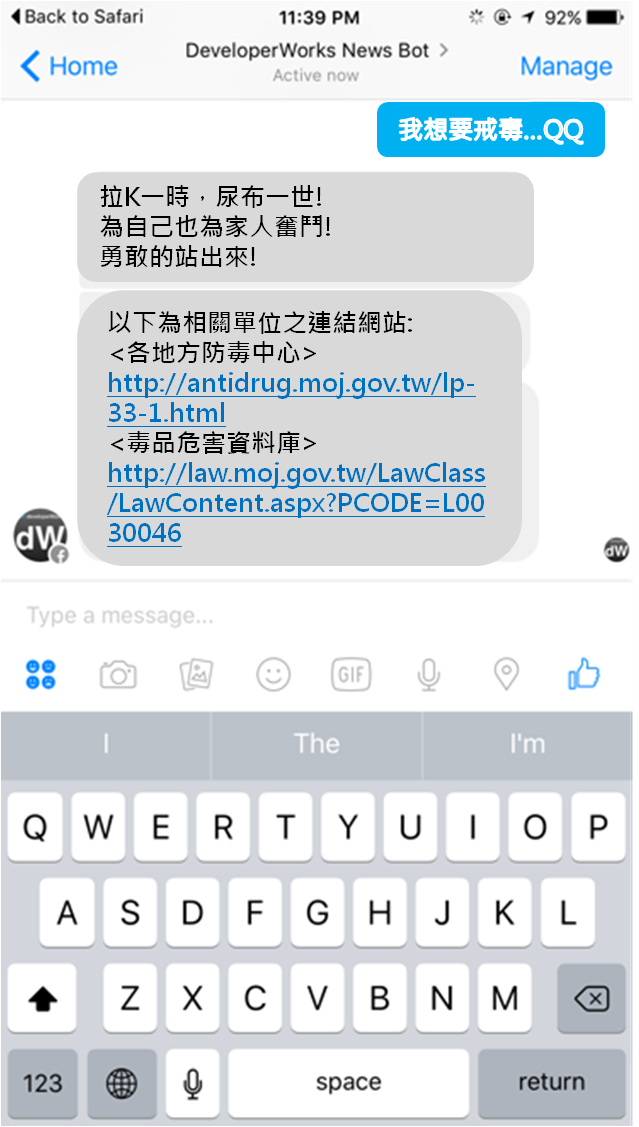 Back to Safari 11:39 PM 92%
Home DeveloperWorks News Bot Manage
Active now
我想要戒毒...QQ
拉K一時，尿布一世!
為自己也為家人奮鬥!
勇敢的站出來!
以下為相關單位之連結網站:
<各地方防毒中心>
http://antidrug.moj.gov.tw/lp-
33-1.html
<毒品危害資料庫>
http://law.moj.gov.tw/LawClass
/LawContent.aspx?PCODE=L00
30046
dW
dW
Type a message...
GIF
I The I'm
Q W E R T Y U I O P
A S D F G H J K L
Z X C V B N M
123 space return